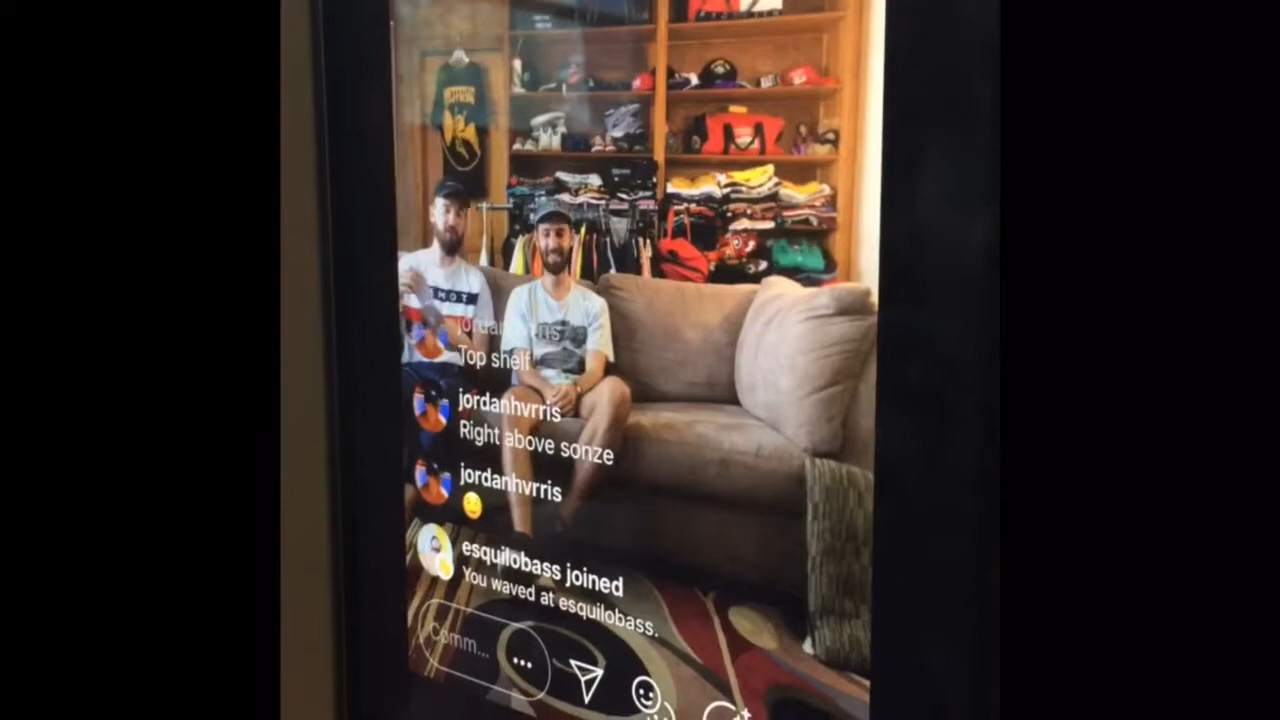 HOT
Top shelf
jordanhvrris
Right above sonze
jordanhvrris
esquilobass joined
You waved at esquilobass.
Comm...